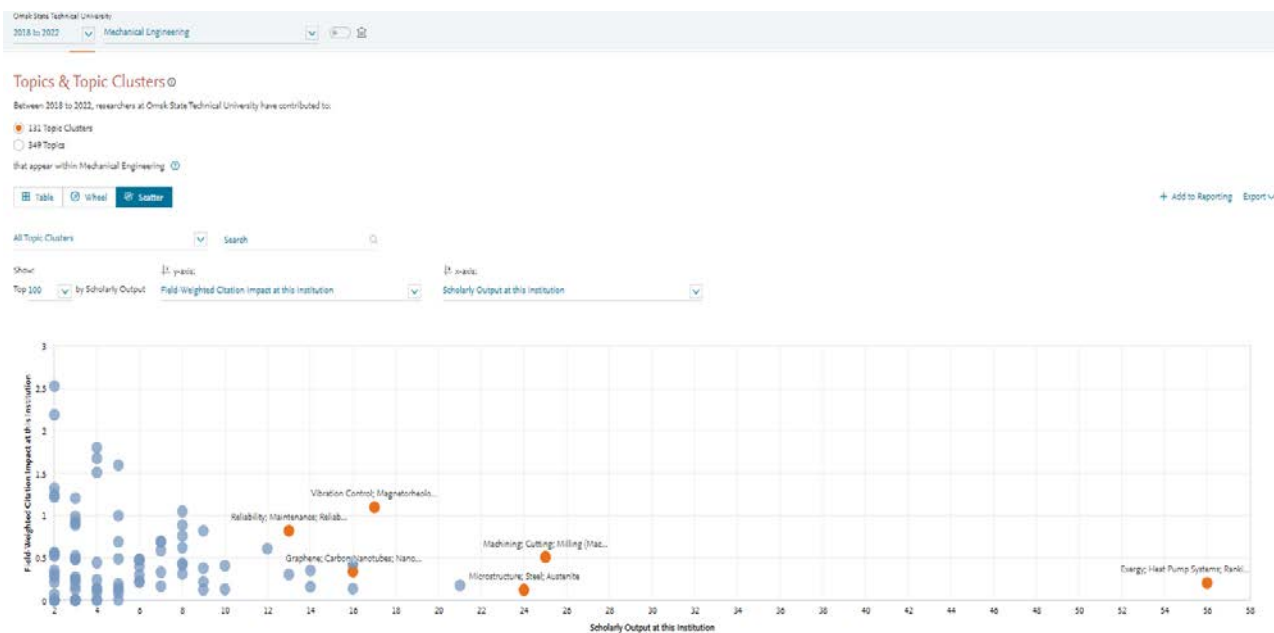 Omsk State Technical University
2018 to 2022 Mechanical Engineering
Topics & Topic Clusters
Between 2018 to 2022, researchers at Omsk State Technical University have contributed to:
131 Topic Clusters
349 Topics
that appear within Mechanical Engineering
Table Wheel Scatter
+ Add to Reporting Export
All Topic Clusters Search
Show: y-axis: x-axis:
Top 100 by Scholarly Output Field-Weighted Citation Impact at this Institution Scholarly Output at this Institution
3
2.5
2
1.5
1
0.5
0
Field-Weighted Citation Impact at this Institution
Vibration Control; Magnetorheolo...
Reliability; Maintenance; Reliab...
Machining; Cutting; Milling (Mac...
Graphene; Carbon Nanotubes; Nano...
Microstructure; Steel; Austenite
Exergy; Heat Pump Systems; Ranki...
2 4 6 8 10 12 14 16 18 20 22 24 26 28 30 32 34 36 38 40 42 44 46 48 50 52 54 56 58
Scholarly Output at this Institution